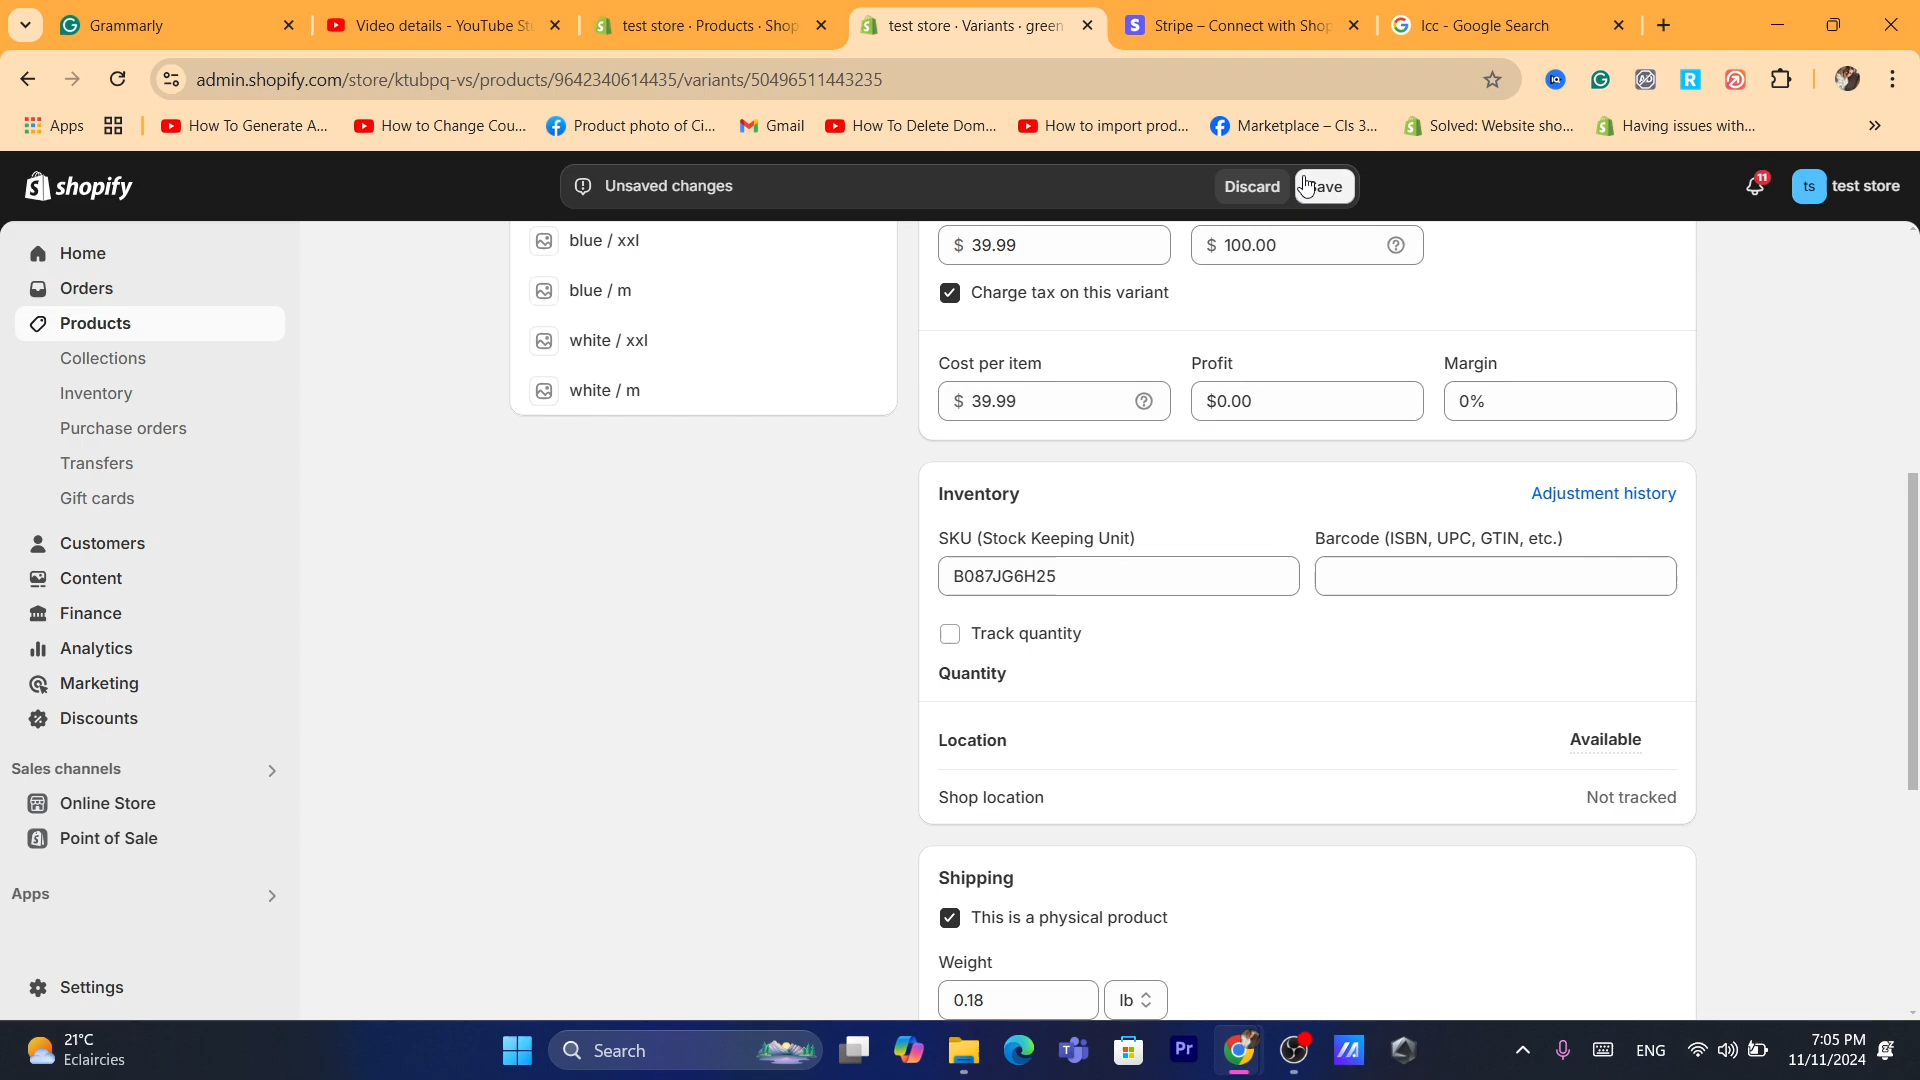 Grammarly
Video details - YouTube St
test store · Products · Shop
test store · Variants · green
Stripe – Connect with Shop
lcc - Google Search
admin.shopify.com/store/ktubpq-vs/products/9642340614435/variants/50496511443235
Apps
How To Generate A...
How to Change Cou...
Product photo of Ci...
Gmail
How To Delete Dom...
How to import prod...
Marketplace – Cls 3...
Solved: Website sho...
Having issues with...
»
shopify
Unsaved changes
Discard
Save
11
ts
test store
Home
Orders
Products
Collections
Inventory
Purchase orders
Transfers
Gift cards
Customers
Content
Finance
Analytics
Marketing
Discounts
Sales channels
Online Store
Point of Sale
Apps
Settings
blue / xxl
blue / m
white / xxl
white / m
$ 39.99
$ 100.00
Charge tax on this variant
Cost per item
Profit
Margin
$ 39.99
$0.00
0%
Inventory
Adjustment history
SKU (Stock Keeping Unit)
Barcode (ISBN, UPC, GTIN, etc.)
B087JG6H25
Track quantity
Quantity
Location
Available
Shop location
Not tracked
Shipping
This is a physical product
Weight
0.18
lb
21°C
Eclaircies
Search
Pr
ENG
7:05 PM
11/11/2024